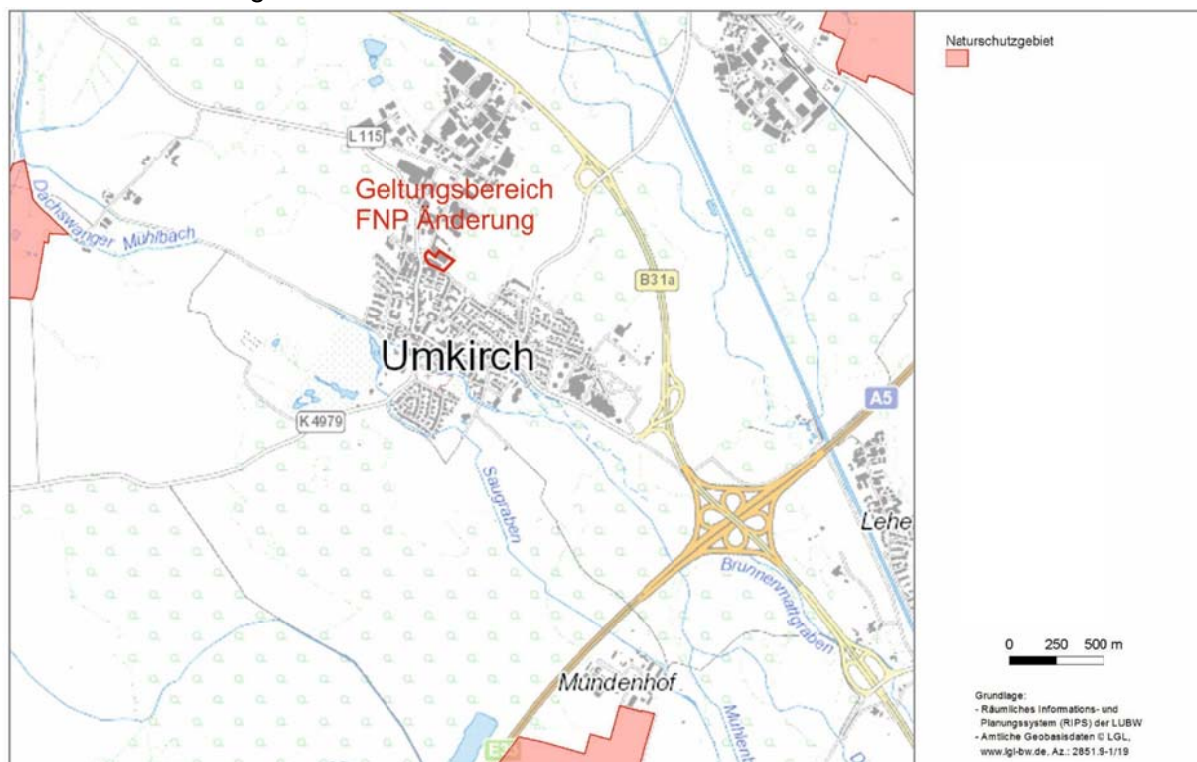 Naturschutzgebiet
L 115
Geltungsbereich
FNP Änderung
Dachswanger Mühlbach
B 31a
Umkirch
A5
K 4979
Saugraben
Lehe
Brunnenmattgraben
Mundenhof
0 250 500 m
Grundlage:
- Räumliches Informations- und
Planungssystem (RIPS) der LUBW
- Amtliche Geobasisdaten © LGL,
www.lgl-bw.de, Az.: 2851.9-1/19